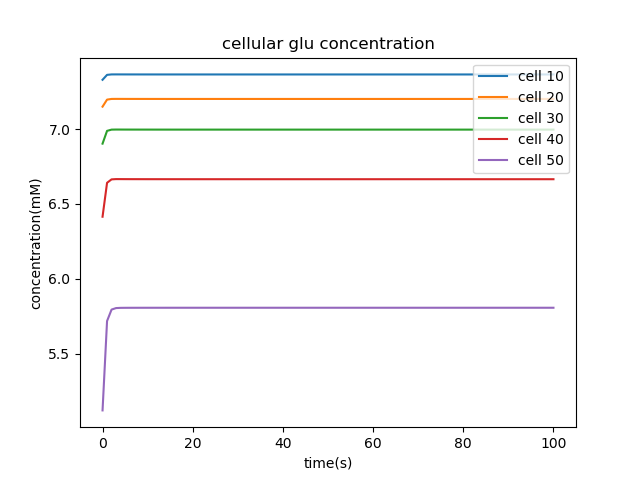 cellular glu concentration
cell 10
cell 20
cell 30
cell 40
cell 50
7.0
6.5
6.0
5.5
concentration(mM)
0 20 40 60 80 100
time(s)